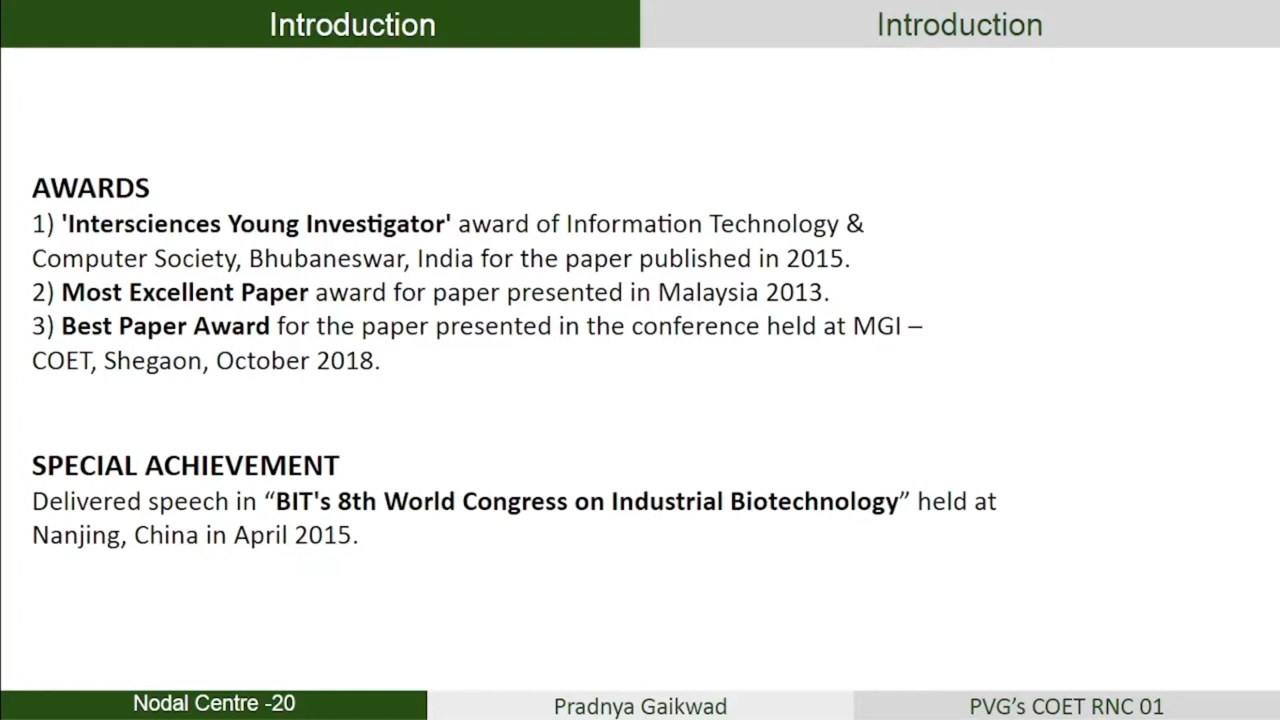 Introduction
Introduction
AWARDS
1) 'Intersciences Young Investigator' award of Information Technology &
Computer Society, Bhubaneswar, India for the paper published in 2015.
2) Most Excellent Paper award for paper presented in Malaysia 2013.
3) Best Paper Award for the paper presented in the conference held at MGI –
COET, Shegaon, October 2018.
SPECIAL ACHIEVEMENT
Delivered speech in “BIT's 8th World Congress on Industrial Biotechnology” held at
Nanjing, China in April 2015.
Nodal Centre -20
Pradnya Gaikwad
PVG’s COET RNC 01